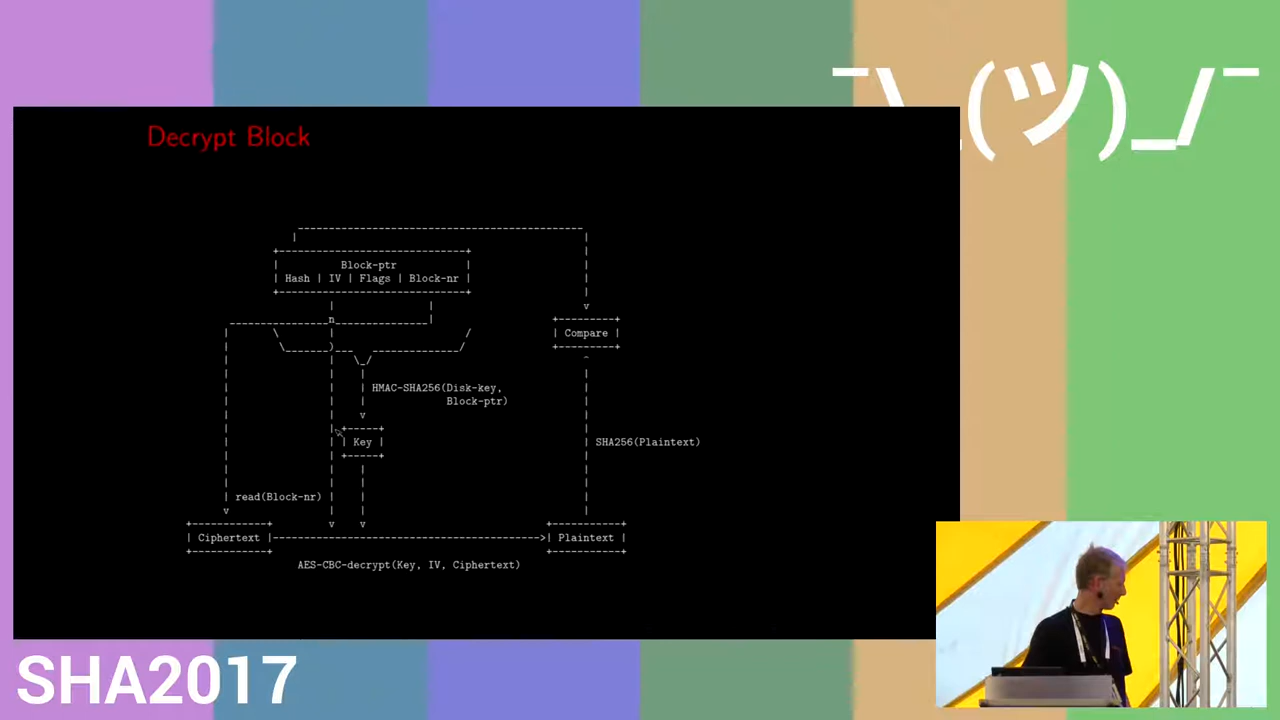 ¯\_(ツ)_/¯
Decrypt Block
Block-ptr
Hash | IV | Flags | Block-nr
Compare
HMAC-SHA256(Disk-key,
Block-ptr)
Key
SHA256(Plaintext)
read(Block-nr)
Ciphertext
Plaintext
AES-CBC-decrypt(Key, IV, Ciphertext)
SHA2017